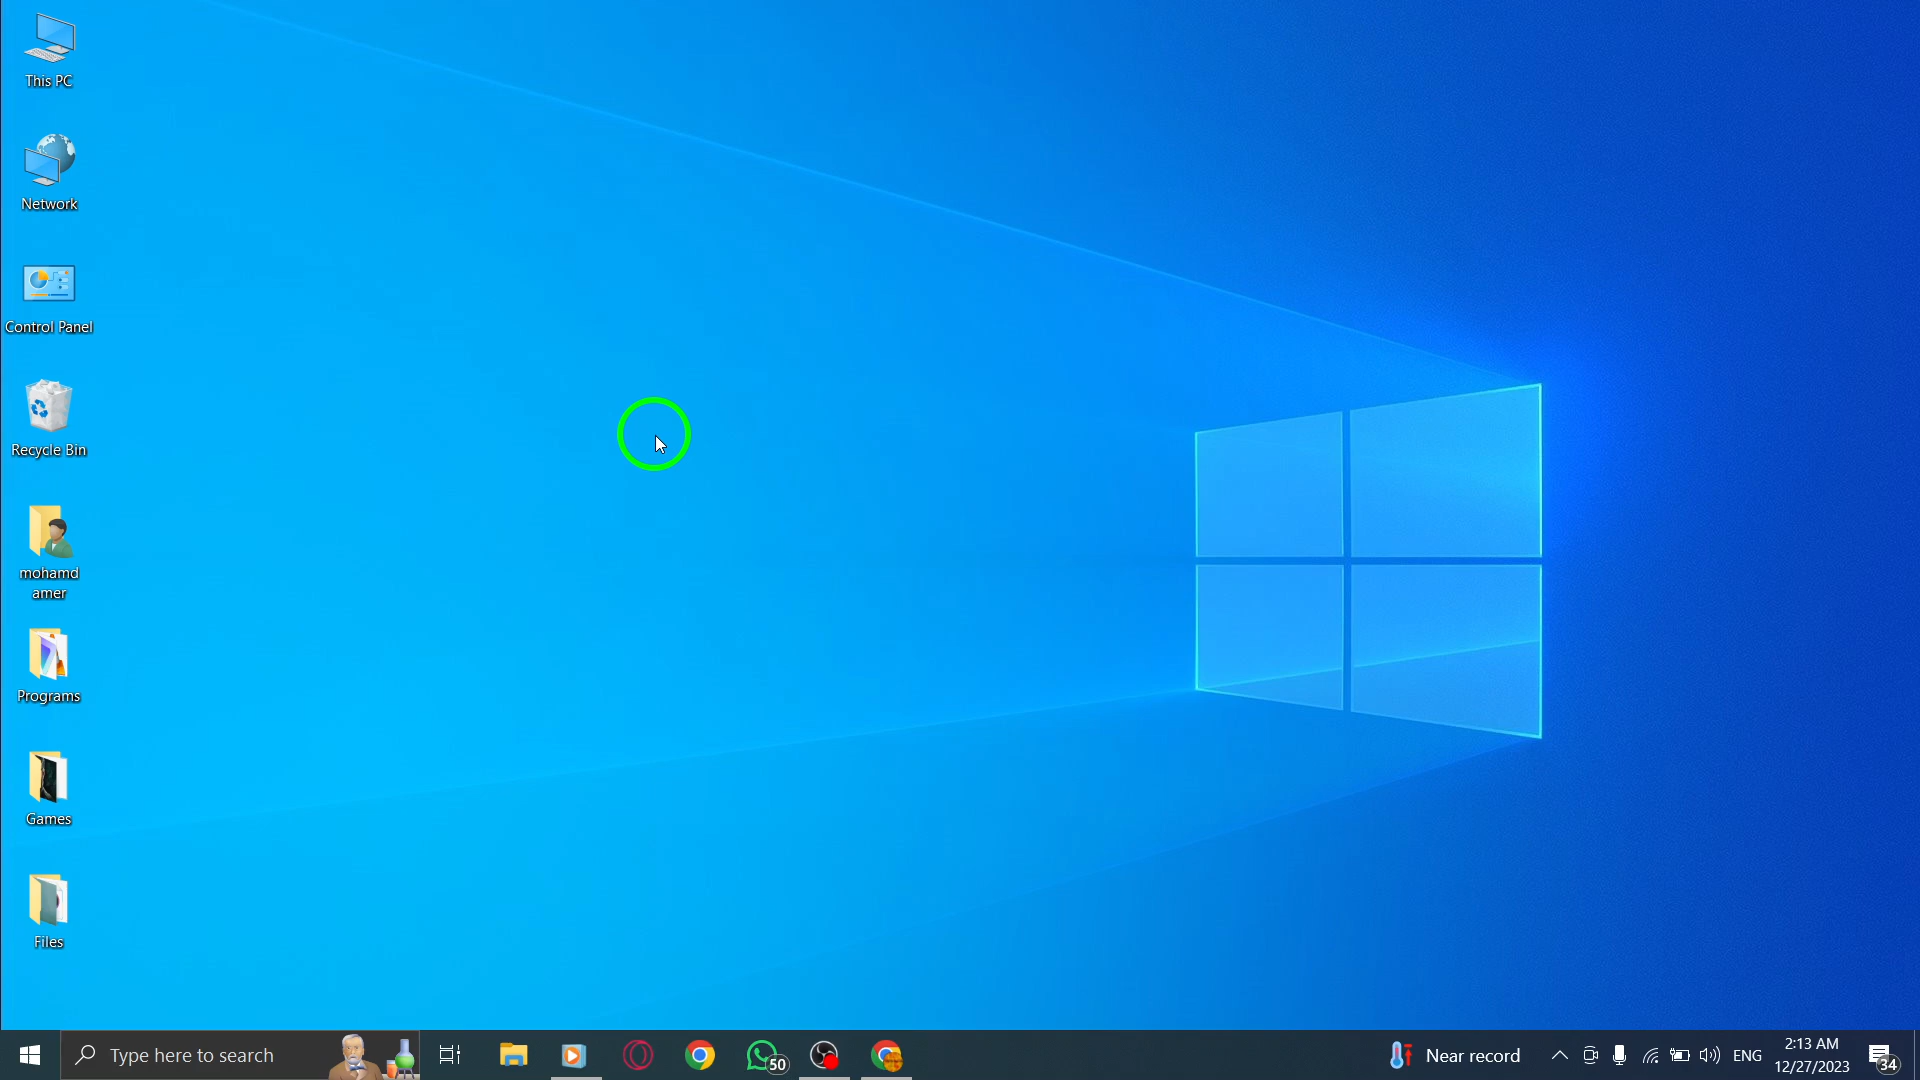 This PC
Network
Control Panel
Recycle Bin
mohamd
amer
Programs
Games
Files
Type here to search
50
Near record
ENG
2:13 AM
12/27/2023
34